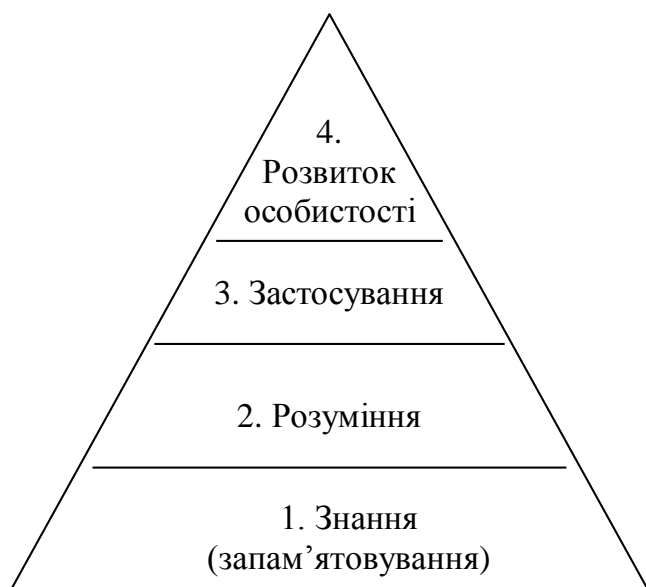 4.
Розвиток
особистості
3. Застосування
2. Розуміння
1. Знання
(запам’ятовування)